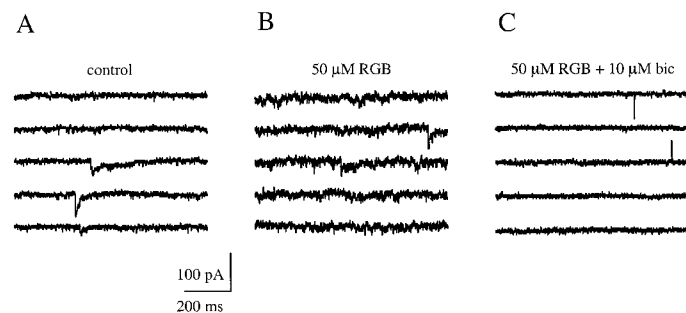 A
B
C
control
50 μM RGB
50 μM RGB + 10 μM bic
100 pA
200 ms